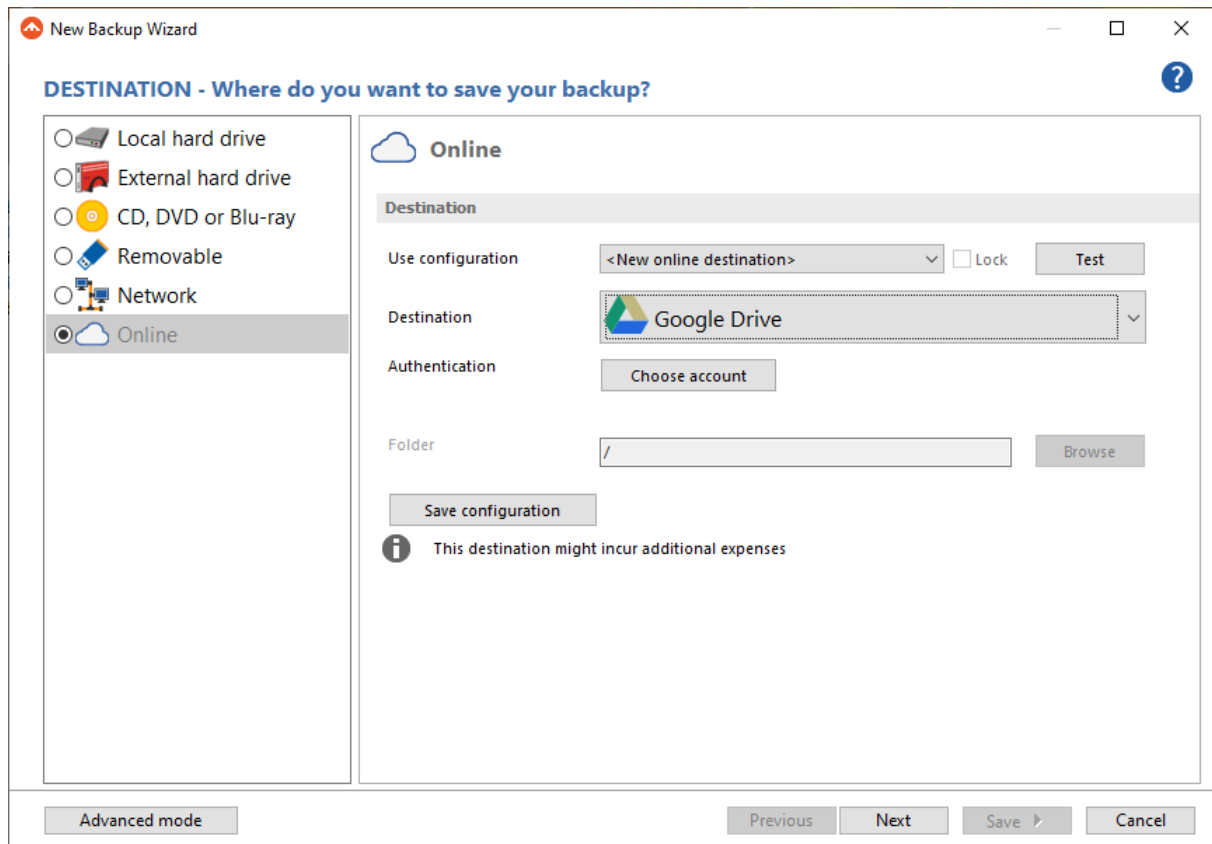 New Backup Wizard
DESTINATION - Where do you want to save your backup?
?
Local hard drive
External hard drive
CD, DVD or Blu-ray
Removable
Network
Online
Online
Destination
Use configuration
<New online destination>
Lock
Test
Destination
Google Drive
Authentication
Choose account
Folder
/
Browse
Save configuration
i
This destination might incur additional expenses
Advanced mode
Previous
Next
Save
Cancel